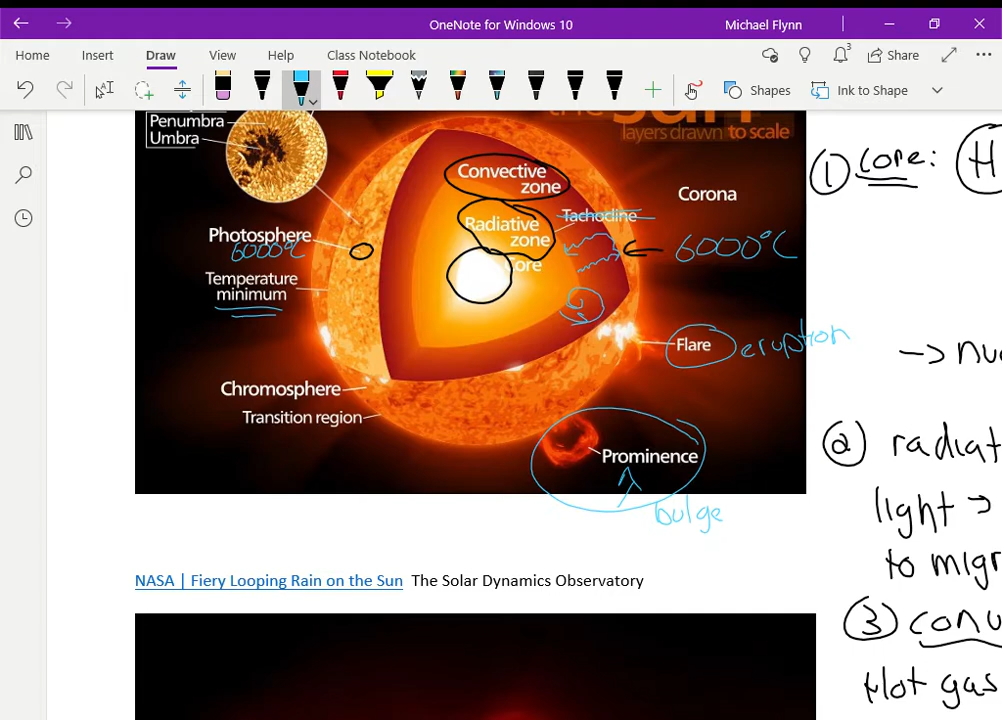 OneNote for Windows 10
Michael Flynn
Home
Insert
Draw
View
Help
Class Notebook
3
Share
Shapes
Ink to Shape
layers drawn to scale
Penumbra
Umbra
Convective
zone
Radiative
zone
Photosphere
6000°C
Corona
6000°C
Temperature
minimum
Flare
eruption
Chromosphere
Transition region
Prominence
bulge
NASA | Fiery Looping Rain on the Sun The Solar Dynamics Observatory
① core: H
→ nuc
② radiat
light →
to migr
③ conv
Hot gas